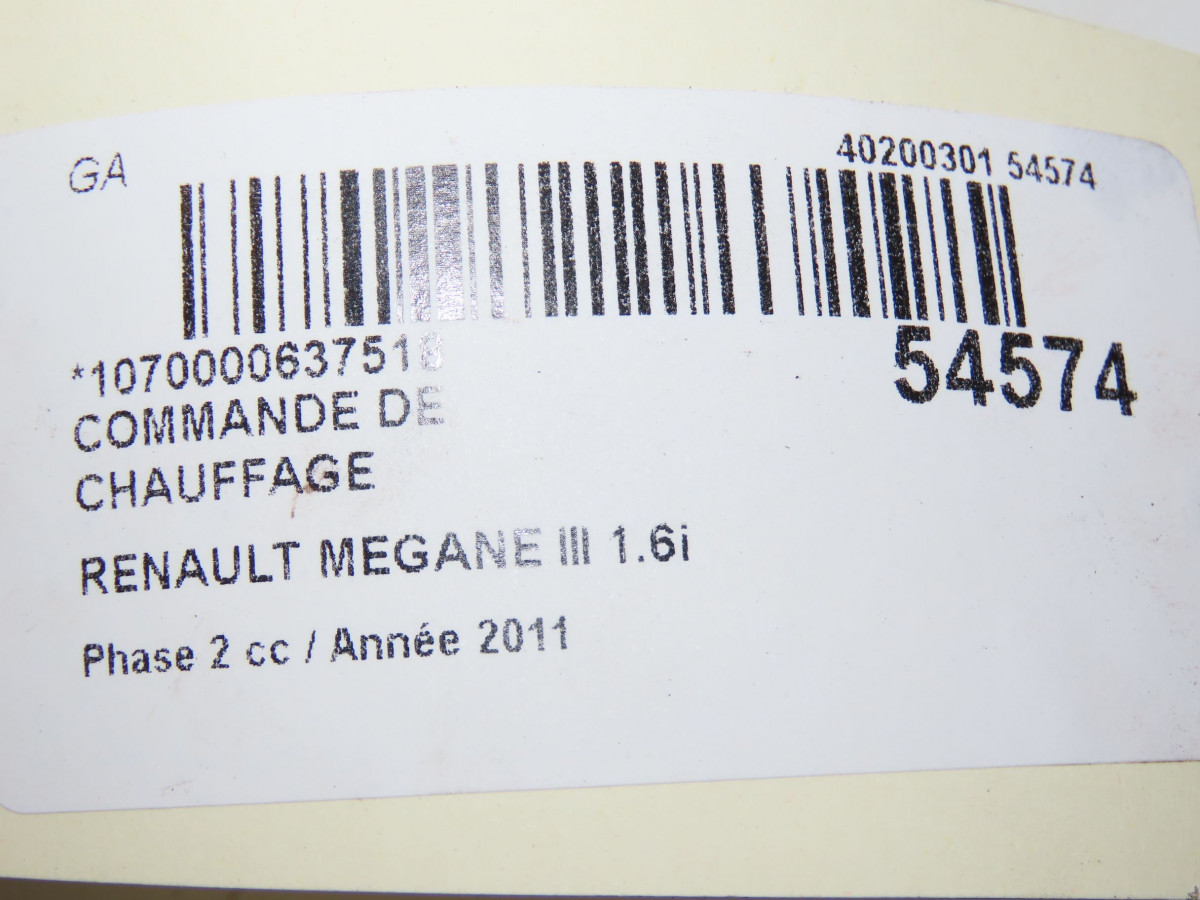 GA
40200301 54574
*1070000637518
54574
COMMANDE DE
CHAUFFAGE
RENAULT MEGANE III 1.6i
Phase 2 cc / Année 2011